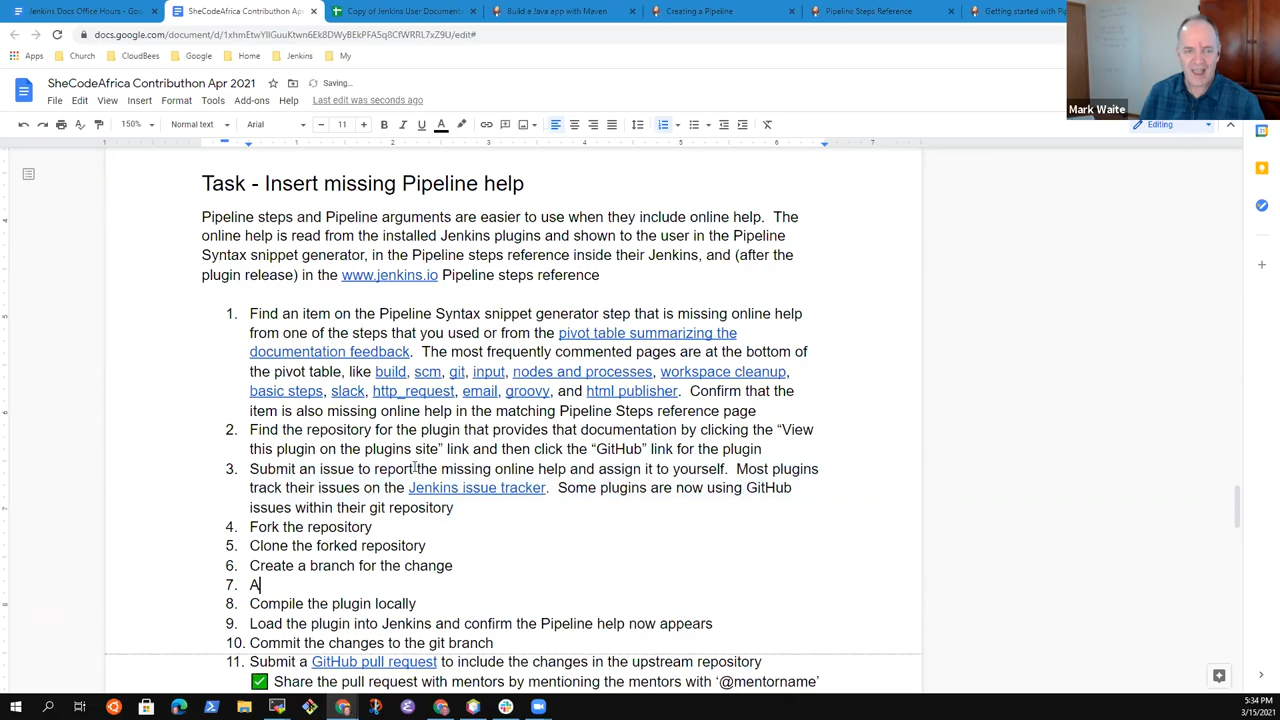 Jenkins Docs Office Hours - Goo
SheCodeAfrica Contribution Ap
Copy of Jenkins User Documenta
Build a Java app with Maven
Creating a Pipeline
Pipeline Steps Reference
Getting started with Pi
docs.google.com/document/d/1xhmEtwYIlGuuKtwn6Ek8DWyBEkPFA5q8CfWRRL7xZ9U/edit#
Apps Church CloudBees Google Home Jenkins My
SheCodeAfrica Contributhon Apr 2021
Saving...
File Edit View Insert Format Tools Add-ons Help Last edit was seconds ago
150% Normal text Arial 11 Editing
Mark Waite
Task - Insert missing Pipeline help
Pipeline steps and Pipeline arguments are easier to use when they include online help. The
online help is read from the installed Jenkins plugins and shown to the user in the Pipeline
Syntax snippet generator, in the Pipeline steps reference inside their Jenkins, and (after the
plugin release) in the www.jenkins.io Pipeline steps reference
1. Find an item on the Pipeline Syntax snippet generator step that is missing online help
from one of the steps that you used or from the pivot table summarizing the
documentation feedback. The most frequently commented pages are at the bottom of
the pivot table, like build, scm, git, input, nodes and processes, workspace cleanup,
basic steps, slack, http_request, email, groovy, and html publisher. Confirm that the
item is also missing online help in the matching Pipeline Steps reference page
2. Find the repository for the plugin that provides that documentation by clicking the “View
this plugin on the plugins site” link and then click the “GitHub” link for the plugin
3. Submit an issue to report the missing online help and assign it to yourself. Most plugins
track their issues on the Jenkins issue tracker. Some plugins are now using GitHub
issues within their git repository
4. Fork the repository
5. Clone the forked repository
6. Create a branch for the change
7. A
8. Compile the plugin locally
9. Load the plugin into Jenkins and confirm the Pipeline help now appears
10. Commit the changes to the git branch
11. Submit a GitHub pull request to include the changes in the upstream repository
✅ Share the pull request with mentors by mentioning the mentors with ‘@mentorname’
5:34 PM
3/15/2021